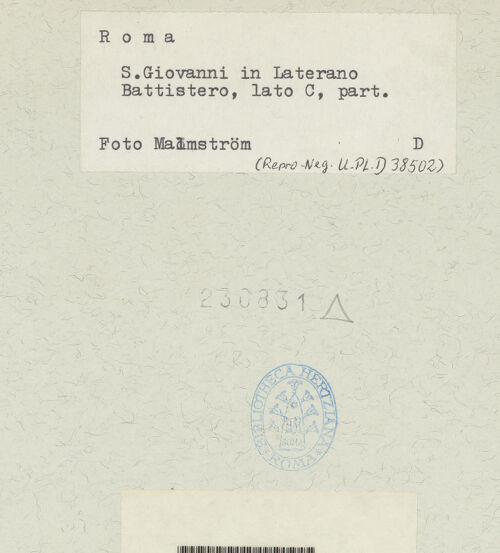 Roma
S.Giovanni in Laterano
Battistero, lato C, part.
Foto Malmström D
(Repro-Neg. U.Pl. D 38502)
230831
BIBLIOTHECA HERTZIANA
ROMA